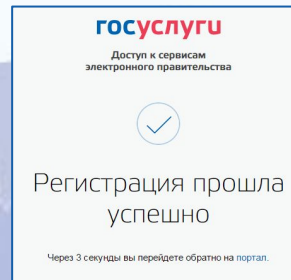 госуслуги
Доступ к сервисам
электронного правительства
Регистрация прошла
успешно
Через 3 секунды вы перейдете обратно на портал.